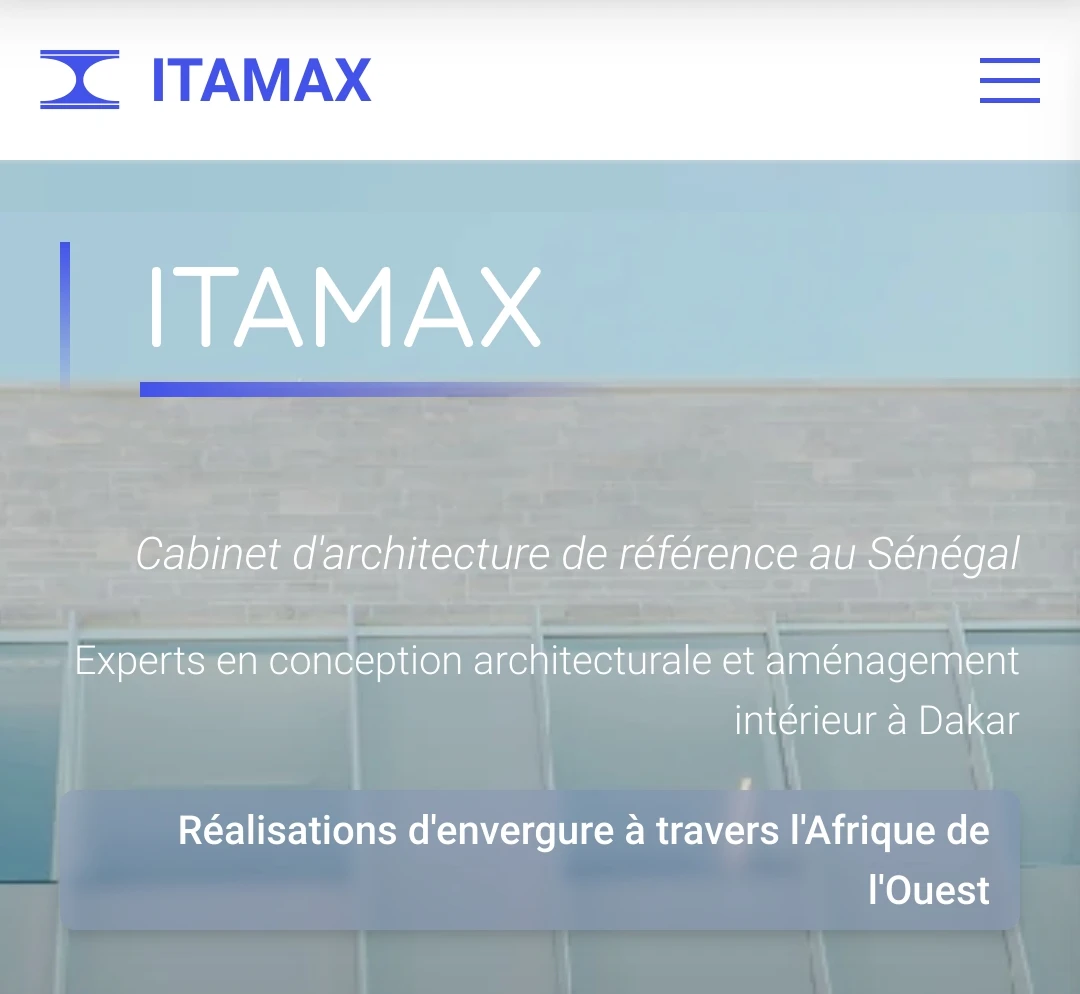 ITAMAX
ITAMAX
Cabinet d'architecture de référence au Sénégal
Experts en conception architecturale et aménagement
intérieur à Dakar
Réalisations d'envergure à travers l'Afrique de
l'Ouest